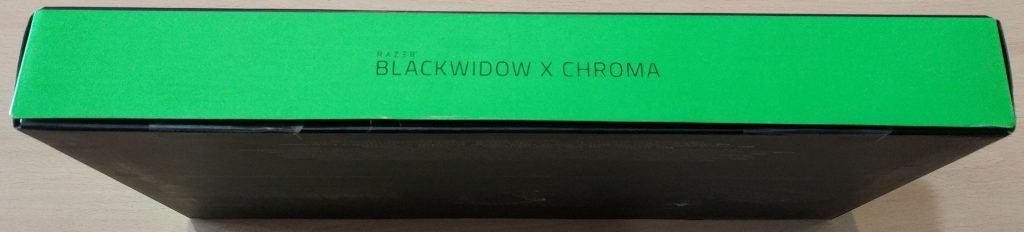 RAZER
BLACKWIDOW X CHROMA